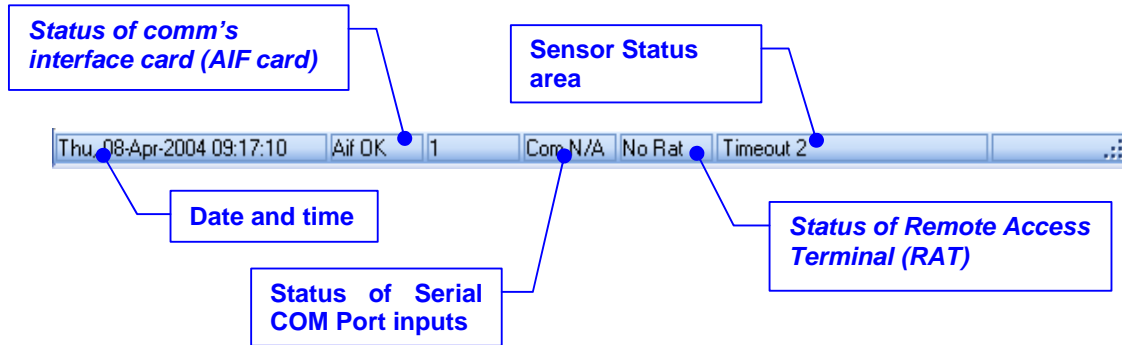 Status of comm's
interface card (AIF card)
Sensor Status
area
Thu, 08-Apr-2004 09:17:10 Aif OK 1 Com N/A No Rat Timeout 2
Date and time
Status of Remote Access
Terminal (RAT)
Status of Serial
COM Port inputs